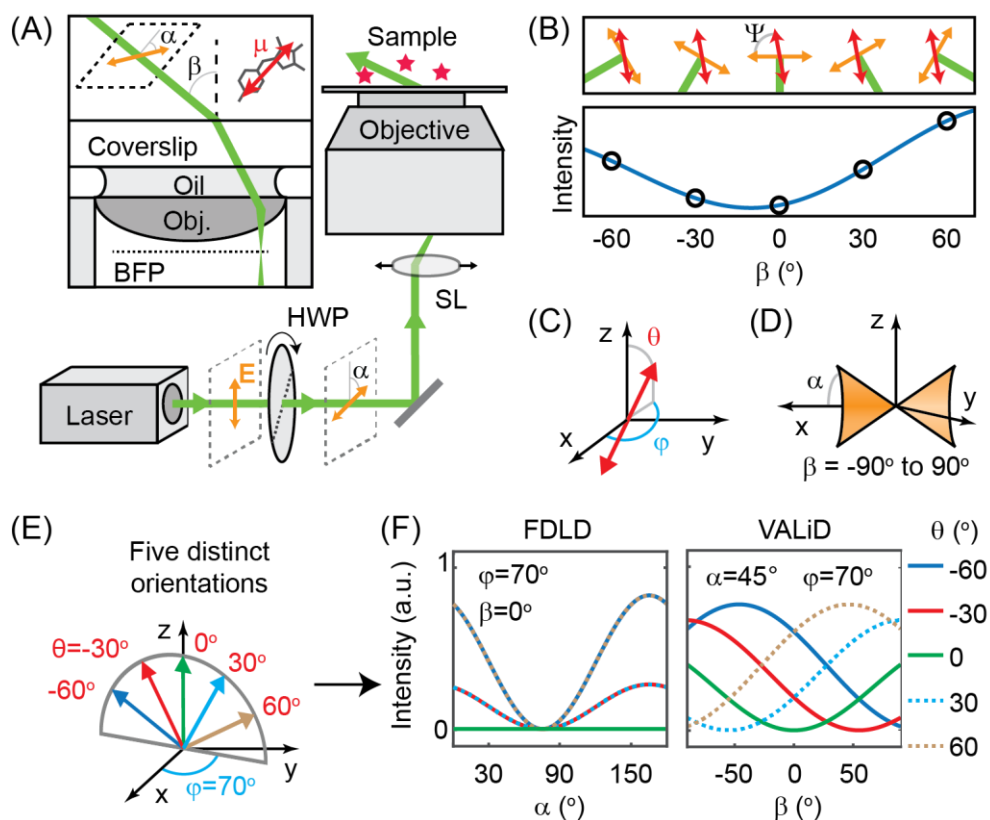 (A)
α
β
μ
Coverslip
Oil
Obj.
BFP
Sample
Objective
SL
HWP
E
α
Laser
(B)
Ψ
Intensity
-60 -30 0 30 60
β (°)
(C)
z
θ
x
y
φ
(D)
z
α
x
y
β = -90° to 90°
(E)
Five distinct
orientations
z
θ=-30°
0°
30°
-60°
60°
x
y
φ=70°
(F)
FDLD
VALiD
θ (°)
Intensity (a.u.)
1
0
φ=70°
β=0°
30 90 150
α (°)
α=45° φ=70°
-50 0 50
β (°)
-60
-30
0
30
60